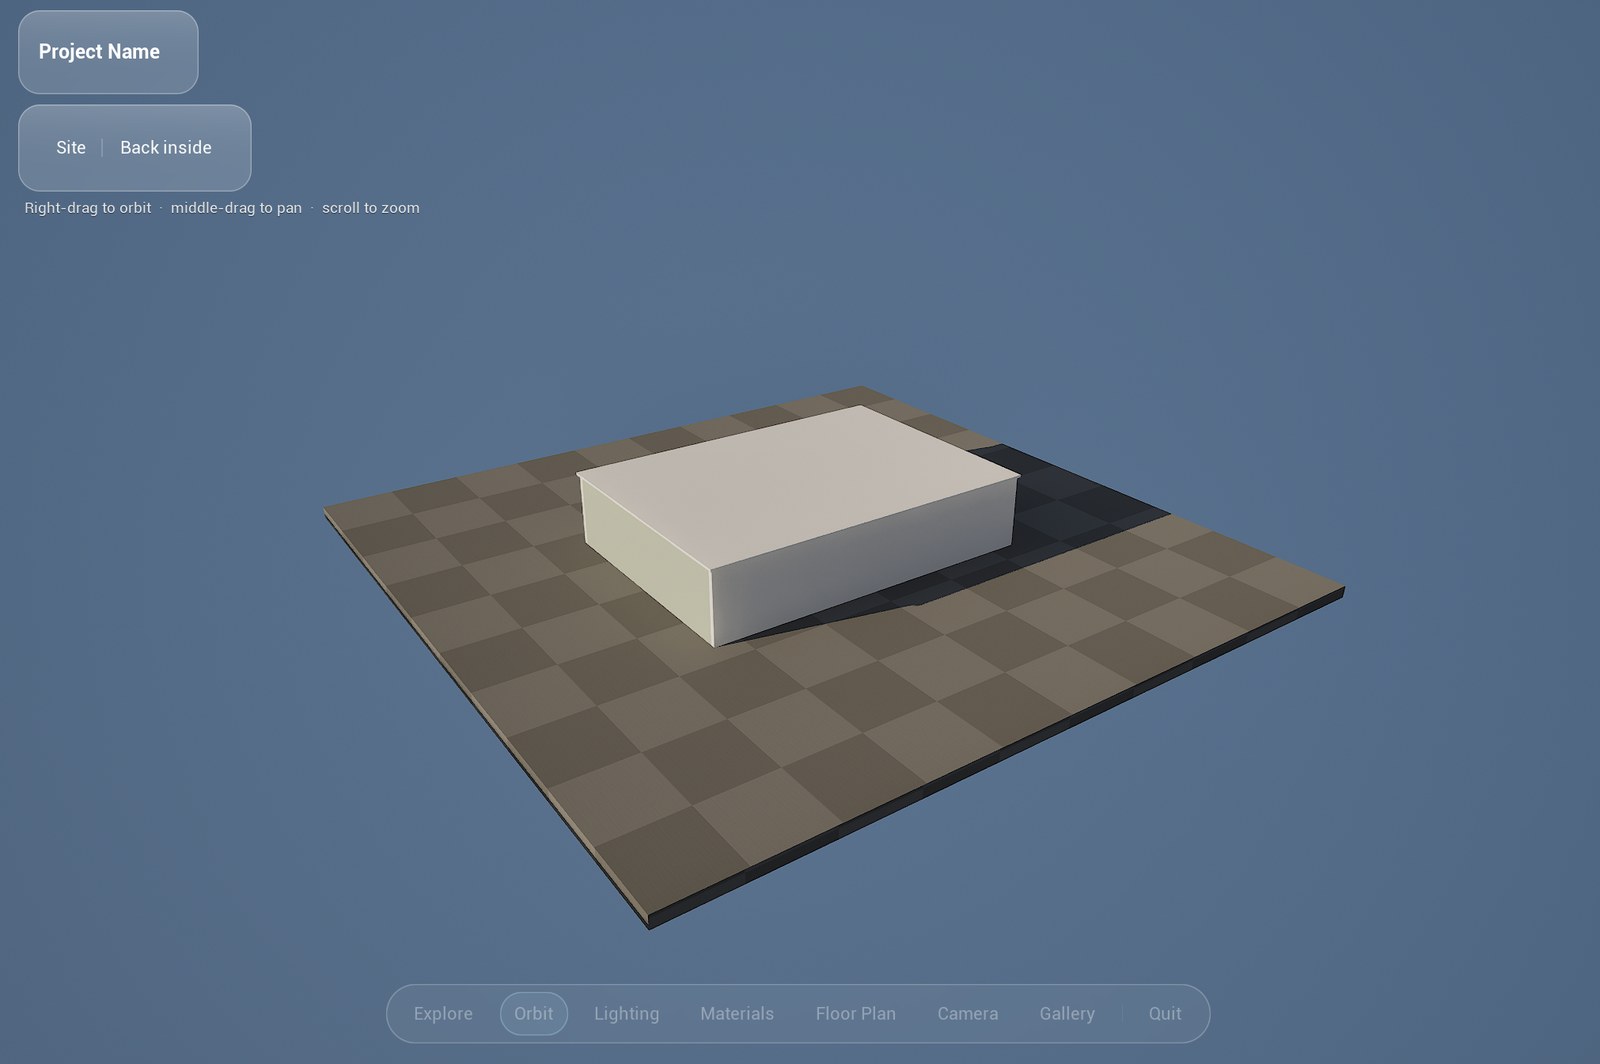 Project Name
Site | Back inside
Right-drag to orbit · middle-drag to pan · scroll to zoom
Explore Orbit Lighting Materials Floor Plan Camera Gallery | Quit